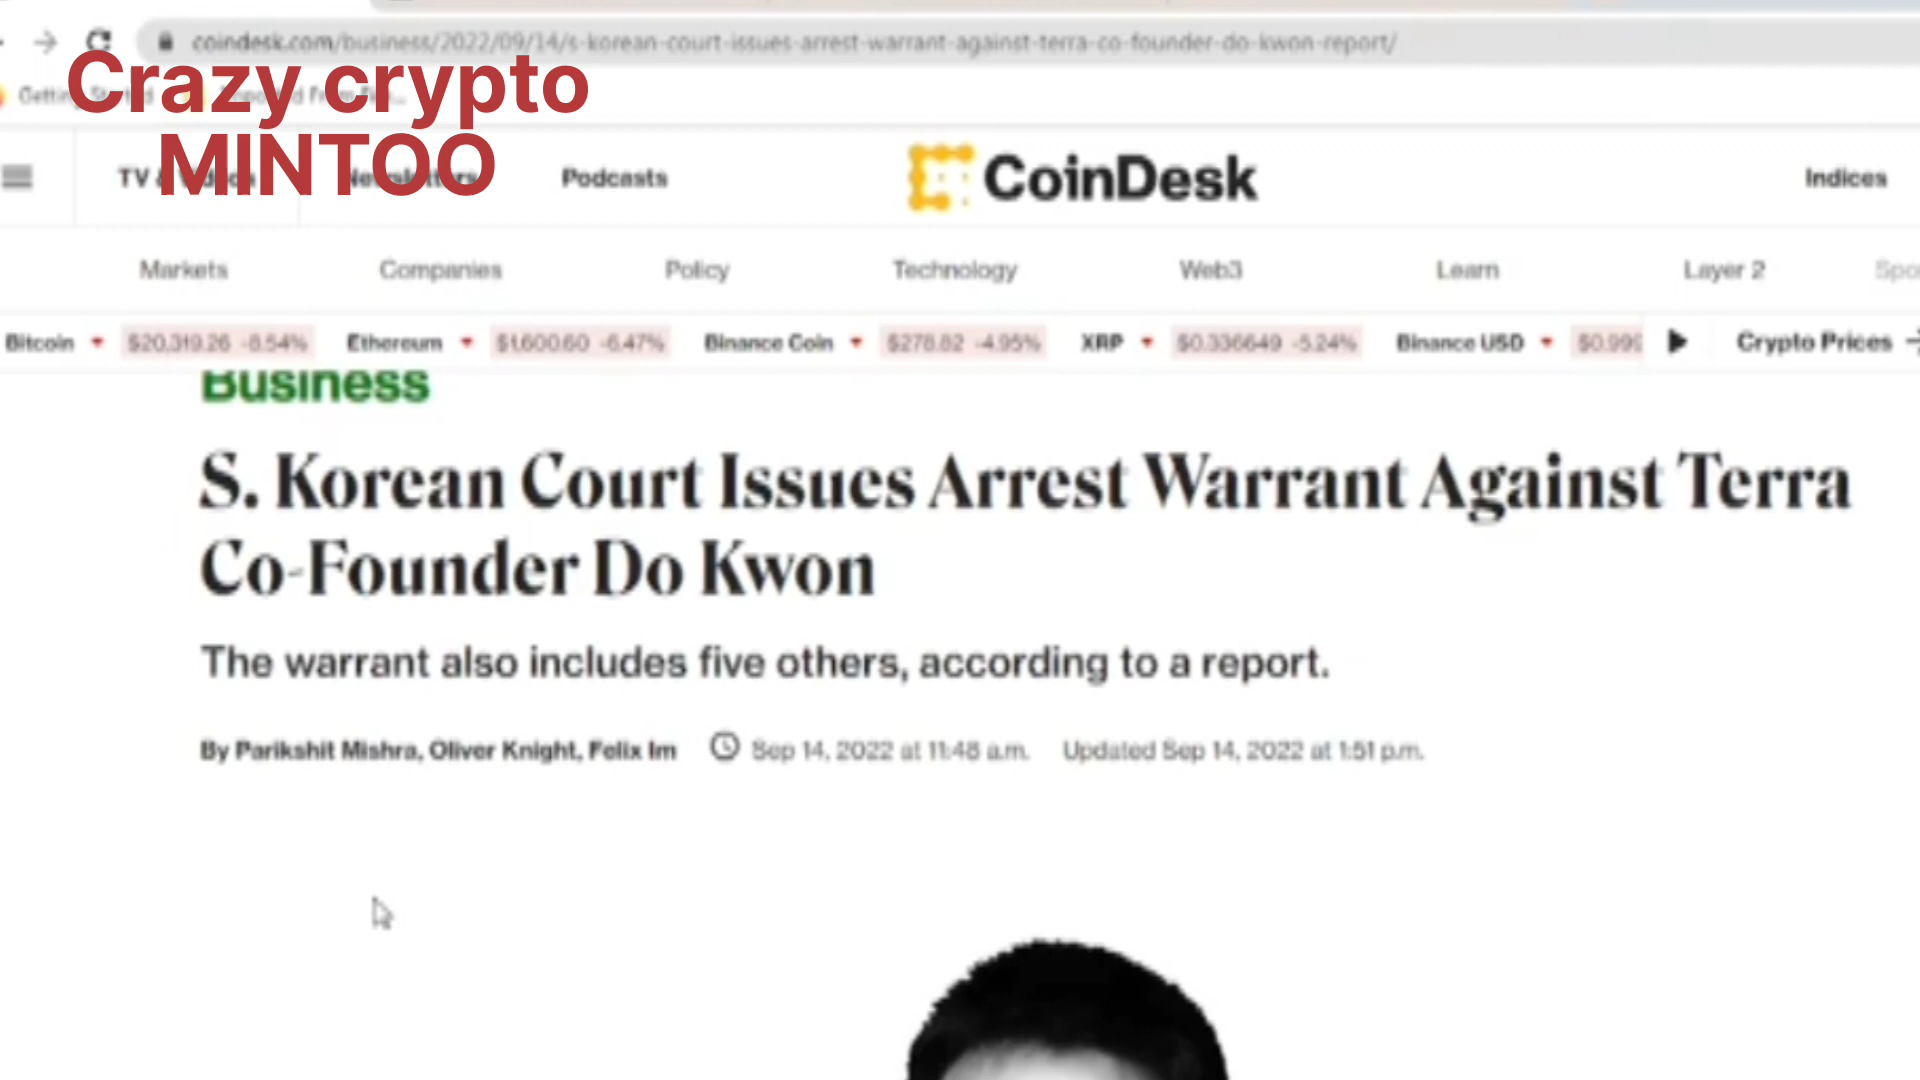 coindesk.com/business/2022/09/14/s-korean-court-issues-arrest-warrant-against-terra-co-founder-do-kwon-report/
Crazy crypto
MINTOO
Podcasts
CoinDesk
Indices
Markets Companies Policy Technology Web3 Learn Layer 2
Bitcoin $20,319.26 -8.54% Ethereum $1,600.60 -6.47% Binance Coin $278.82 -4.95% XRP $0.336649 -5.24% Binance USD Crypto Prices
Business
S. Korean Court Issues Arrest Warrant Against Terra
Co-Founder Do Kwon
The warrant also includes five others, according to a report.
By Parikshit Mishra, Oliver Knight, Felix Im Sep 14, 2022 at 11:48 a.m. Updated Sep 14, 2022 at 1:51 p.m.